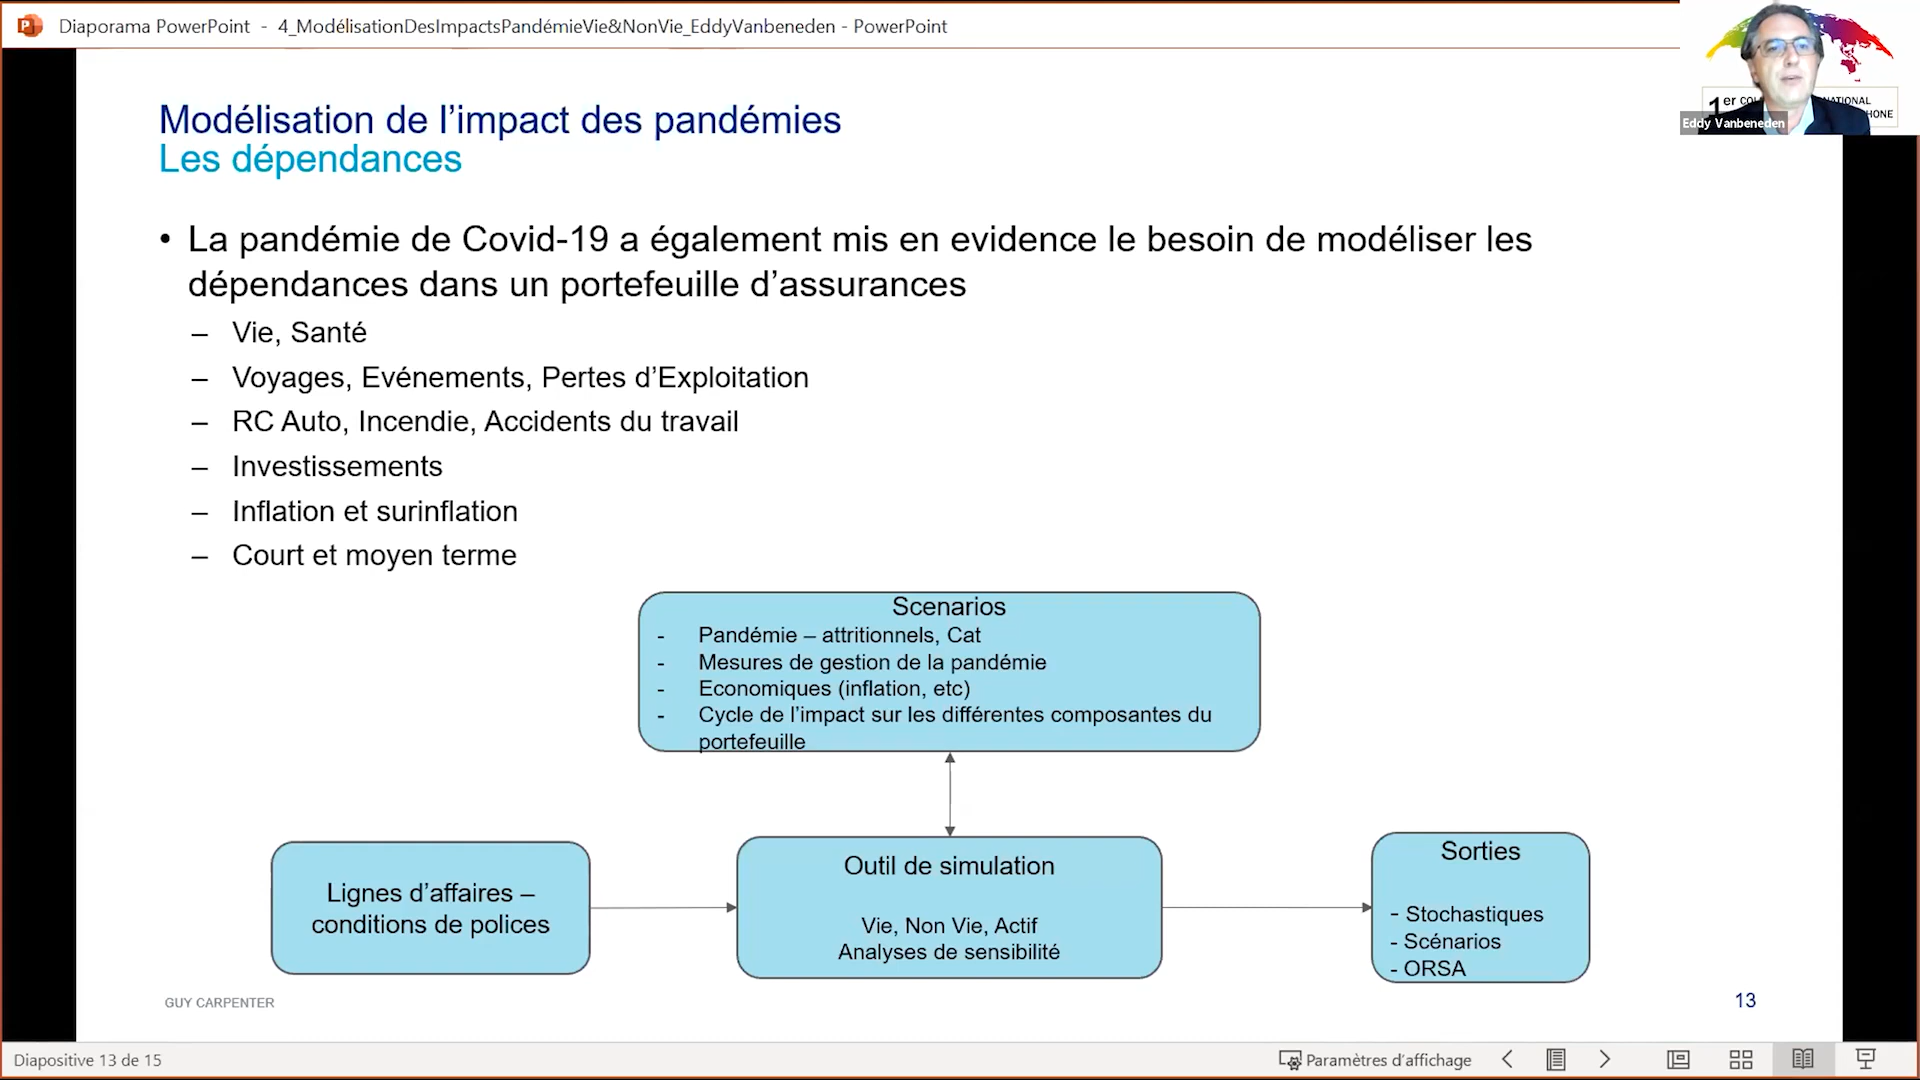 Diaporama PowerPoint - 4_ModélisationDesImpactsPandémieVie&NonVie_EddyVanbeneden - PowerPoint
1er
NATIONAL
HONE
Eddy Vanbeneden
Modélisation de l’impact des pandémies
Les dépendances
• La pandémie de Covid-19 a également mis en evidence le besoin de modéliser les
dépendances dans un portefeuille d’assurances
– Vie, Santé
– Voyages, Evénements, Pertes d’Exploitation
– RC Auto, Incendie, Accidents du travail
– Investissements
– Inflation et surinflation
– Court et moyen terme
Scenarios
- Pandémie – attritionnels, Cat
- Mesures de gestion de la pandémie
- Economiques (inflation, etc)
- Cycle de l’impact sur les différentes composantes du
portefeuille
Lignes d’affaires –
conditions de polices
Outil de simulation
Vie, Non Vie, Actif
Analyses de sensibilité
Sorties
- Stochastiques
- Scénarios
- ORSA
GUY CARPENTER
13
Diapositive 13 de 15
Paramètres d’affichage